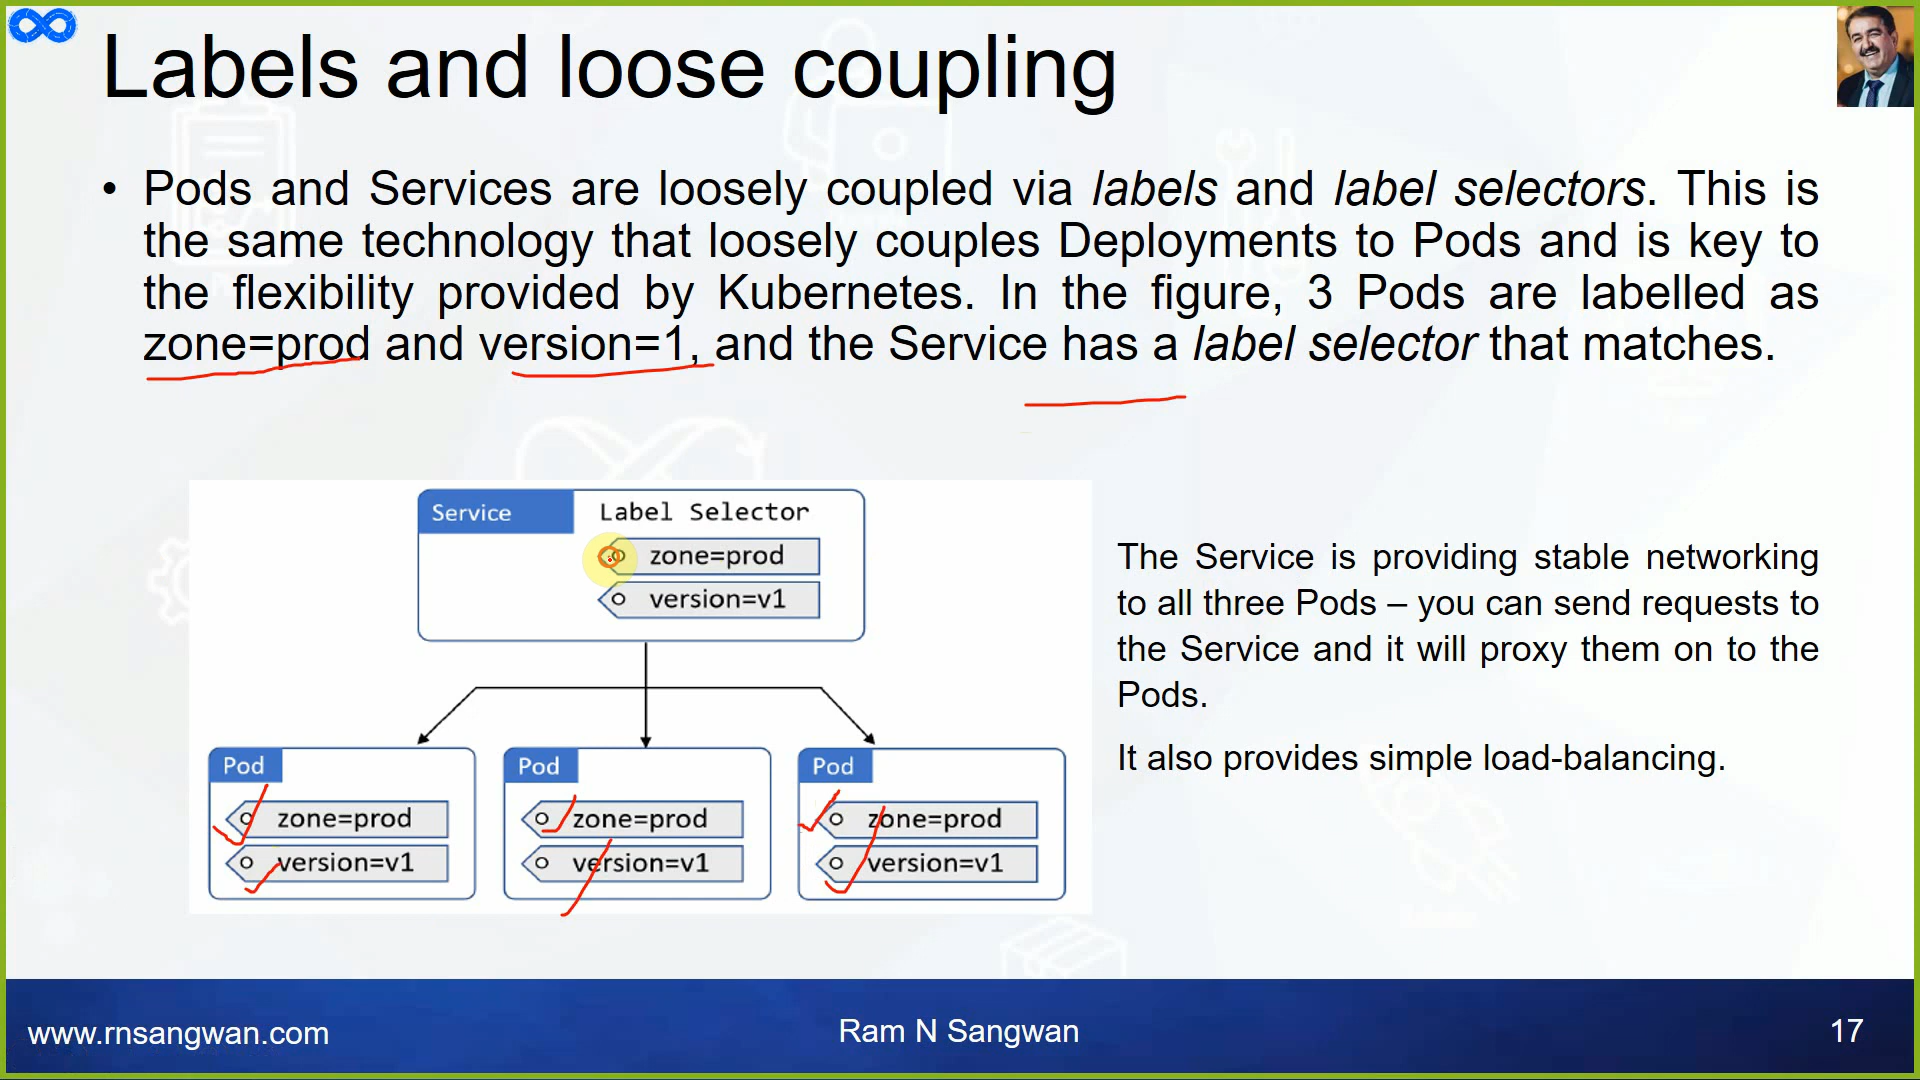 Labels and loose coupling
• Pods and Services are loosely coupled via labels and label selectors. This is
the same technology that loosely couples Deployments to Pods and is key to
the flexibility provided by Kubernetes. In the figure, 3 Pods are labelled as
zone=prod and version=1, and the Service has a label selector that matches.
Service
Label Selector
zone=prod
version=v1
Pod
zone=prod
version=v1
Pod
zone=prod
version=v1
Pod
zone=prod
version=v1
The Service is providing stable networking
to all three Pods – you can send requests to
the Service and it will proxy them on to the
Pods.
It also provides simple load-balancing.
www.rnsangwan.com
Ram N Sangwan
17